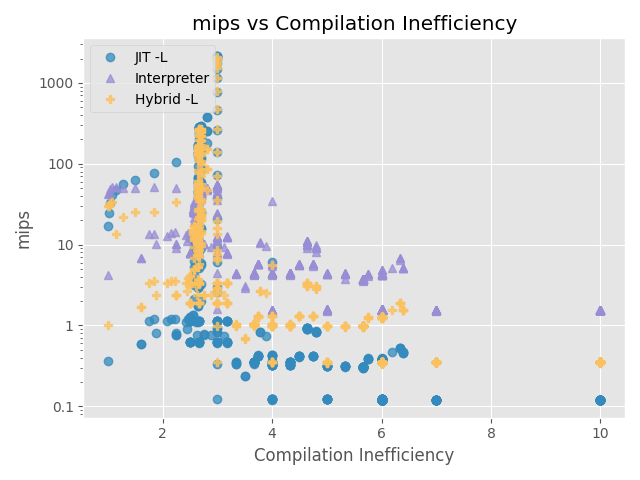 mips vs Compilation Inefficiency
JIT -L
Interpreter
Hybrid -L
1000
100
10
1
0.1
mips
2
4
6
8
10
Compilation Inefficiency